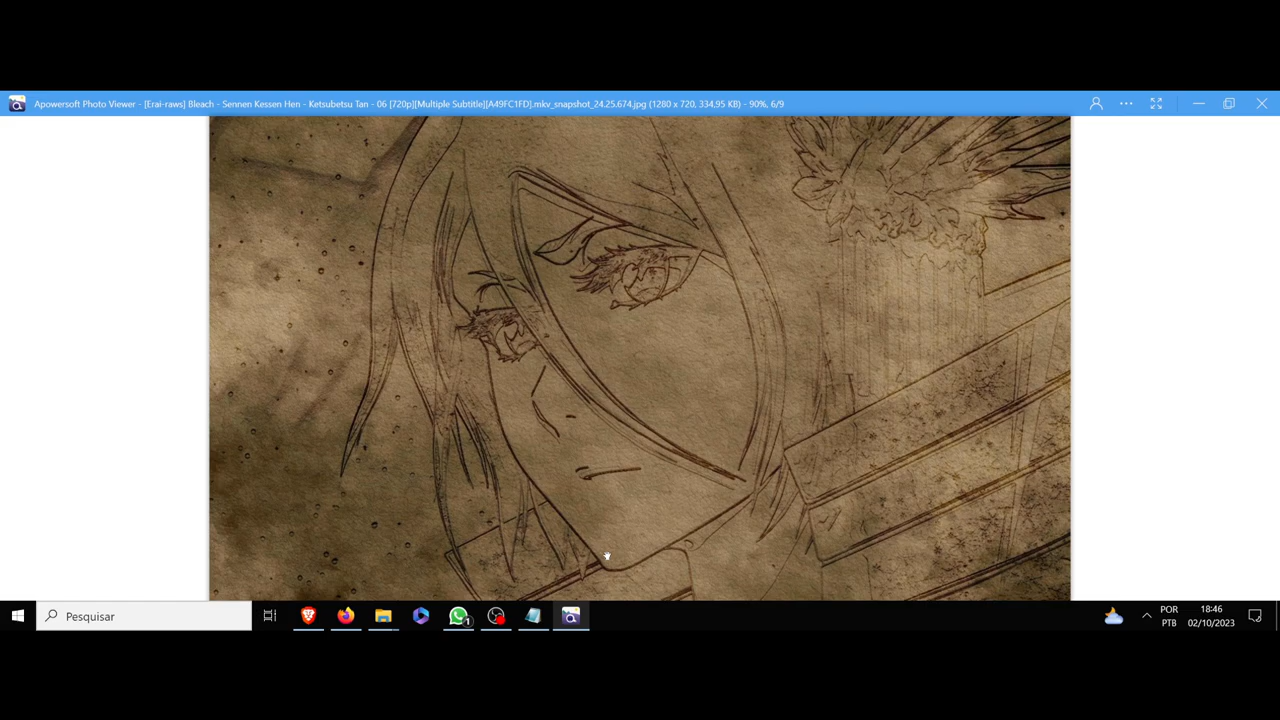 Apowersoft Photo Viewer - [Erai-raws] Bleach - Sennen Kessen Hen - Ketsubetsu Tan - 06 [720p][Multiple Subtitle][A49FC1FD].mkv_snapshot_24.25.674.jpg (1280 x 720, 334,95 KB) - 90%, 6/9
Pesquisar
1
POR
PTB
18:46
02/10/2023